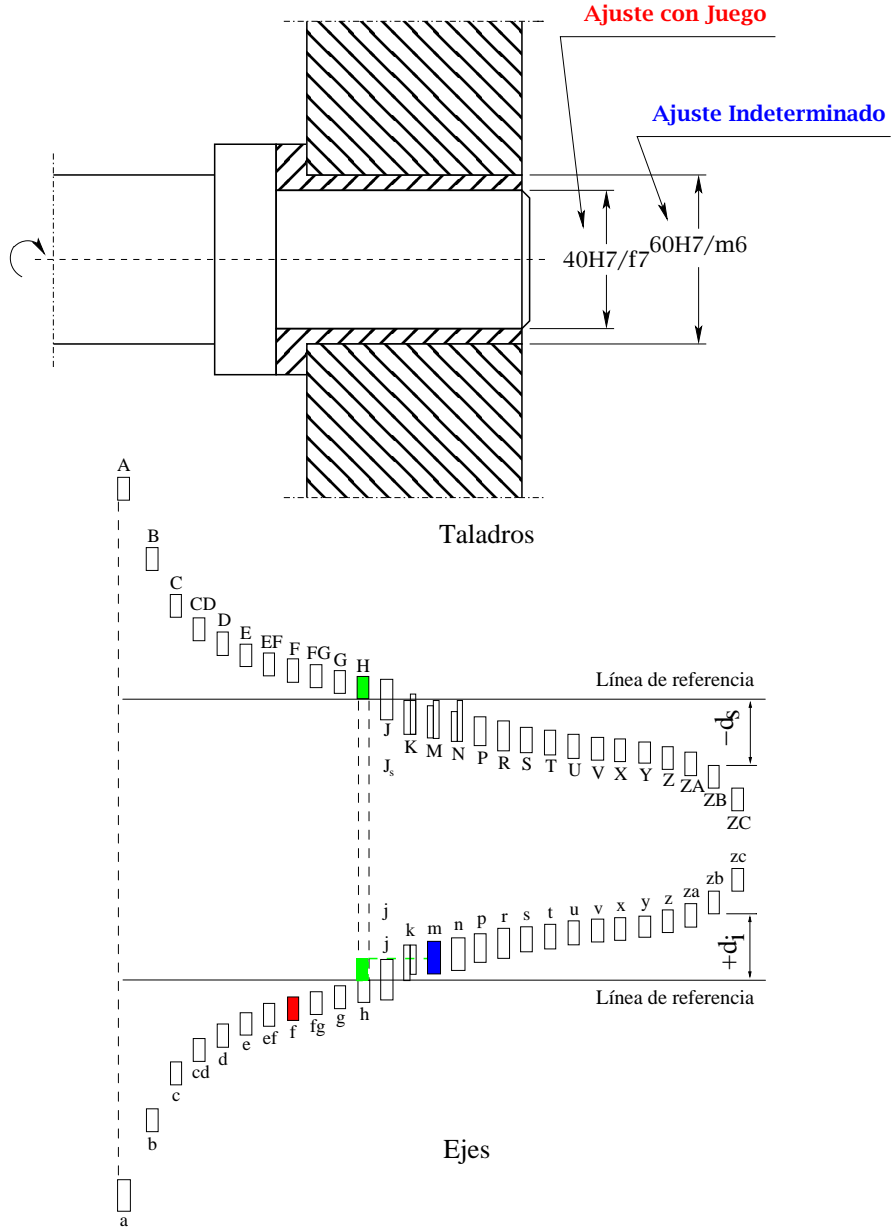 Ajuste con Juego
Ajuste Indeterminado
40H7/f7
60H7/m6
A
Taladros
B
C
CD
D
E
EF
F
FG
G
H
Línea de referencia
J
K
M
N
P
R
S
T
U
V
X
Y
Z
ZA
ZB
ZC
Js
−ds
zc
zb
za
z
y
x
v
u
t
s
r
p
n
m
k
j
j
+di
Línea de referencia
h
g
fg
f
ef
e
d
cd
c
b
Ejes
a